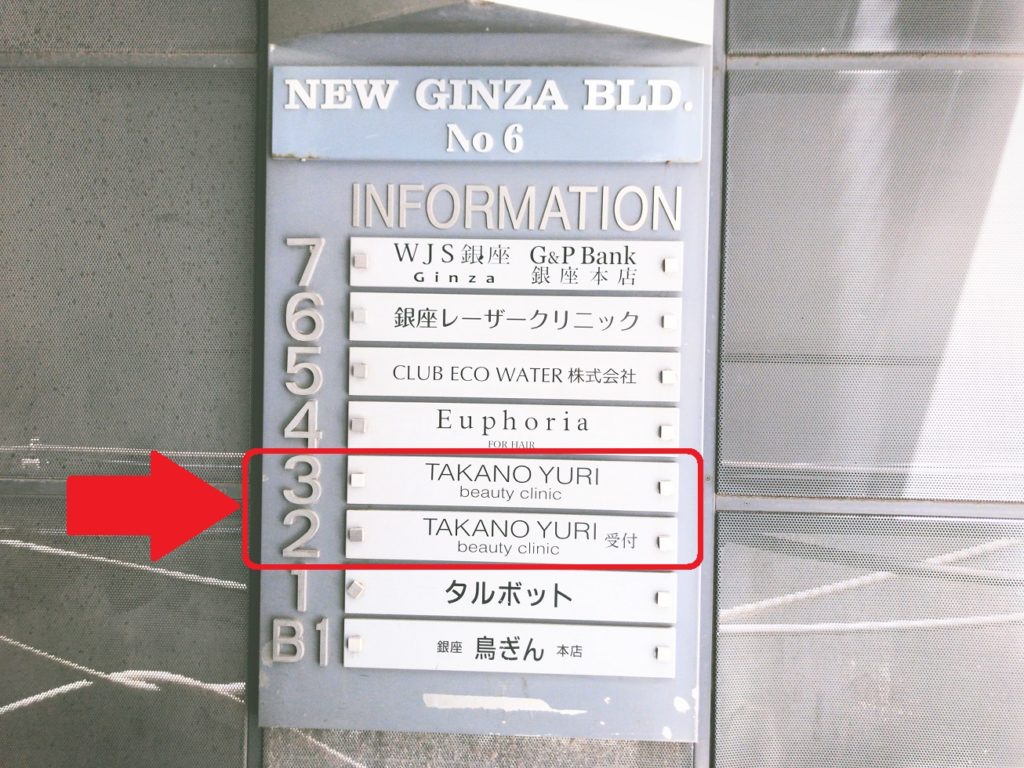 NEW GINZA BLD.
No 6
INFORMATION
7 WJS銀座 G&P Bank
Ginza 銀座本店
6 銀座レーザークリニック
5 CLUB ECO WATER 株式会社
4 Euphoria
FOR HAIR
3 TAKANO YURI
beauty clinic
2 TAKANO YURI 受付
beauty clinic
1 タルボット
B1 銀座 鳥ぎん 本店